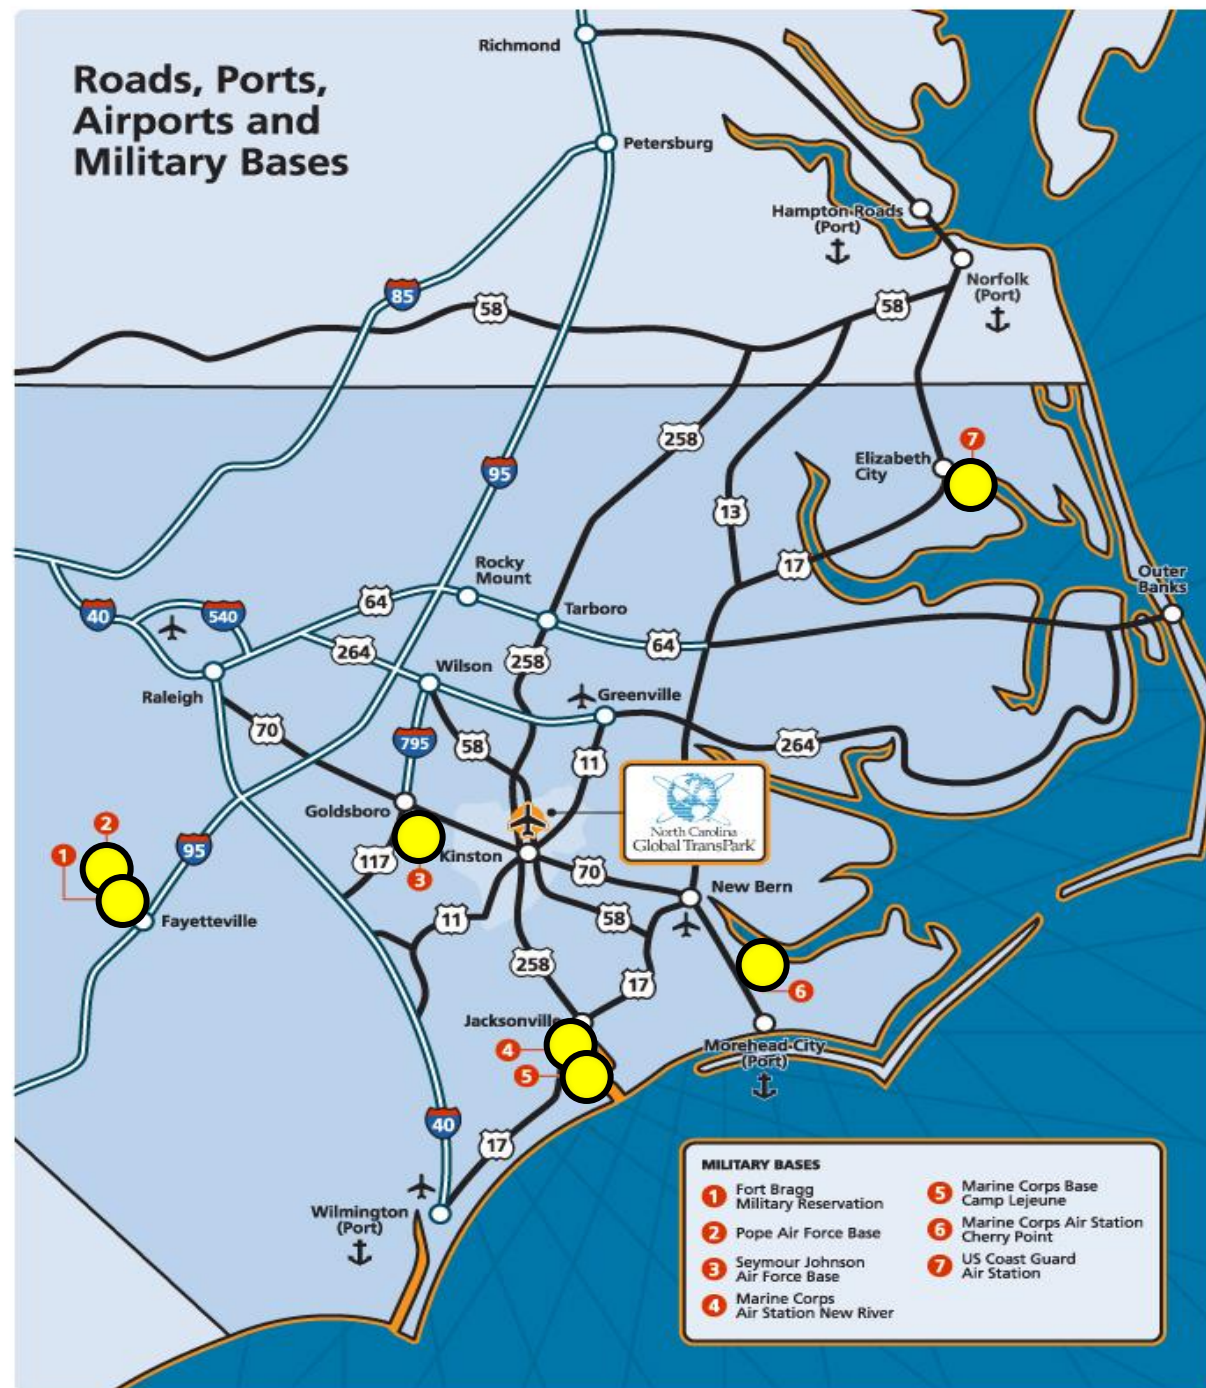 Roads, Ports,
Airports and
Military Bases
Richmond
Petersburg
Hampton Roads
(Port)
Norfolk
(Port)
85
58
58
258
95
Elizabeth
City
7
13
17
Outer
Banks
Rocky
Mount
64
Tarboro
40
540
264
258
64
Wilson
Greenville
Raleigh
70
795
58
11
264
North Carolina
Global TransPark
Goldsboro
Kinston
117
3
2
1
95
Fayetteville
70
New Bern
11
58
258
17
6
Jacksonville
4
5
Morehead City
(Port)
40
17
Wilmington
(Port)
MILITARY BASES
1 Fort Bragg
Military Reservation
2 Pope Air Force Base
3 Seymour Johnson
Air Force Base
4 Marine Corps
Air Station New River
5 Marine Corps Base
Camp Lejeune
6 Marine Corps Air Station
Cherry Point
7 US Coast Guard
Air Station